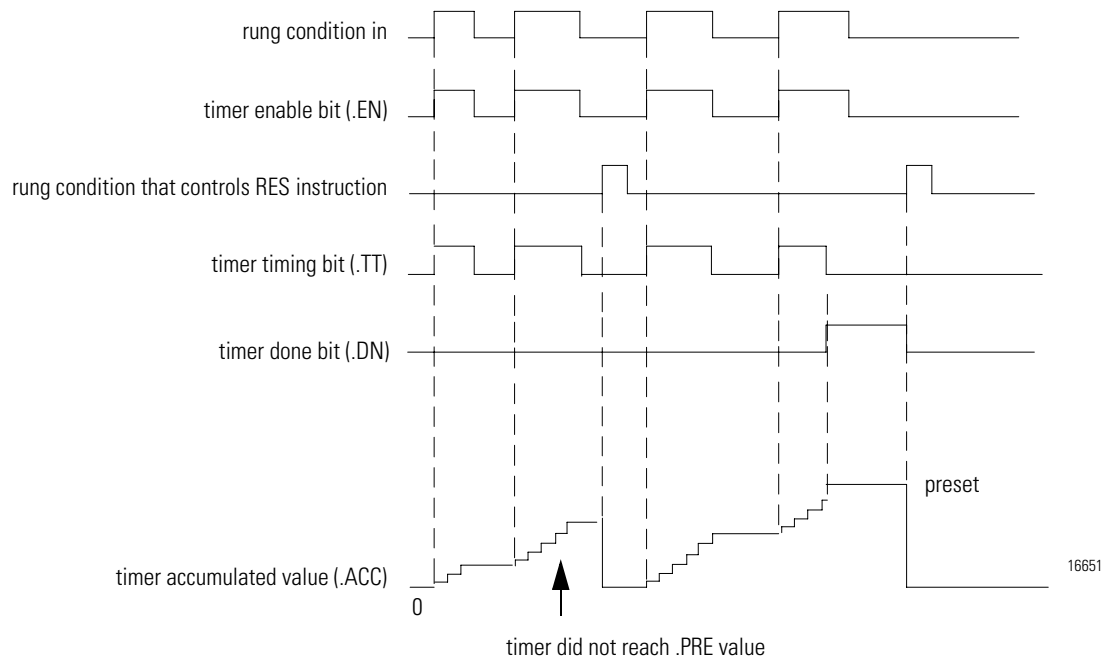 rung condition in
timer enable bit (.EN)
rung condition that controls RES instruction
timer timing bit (.TT)
timer done bit (.DN)
preset
timer accumulated value (.ACC)
16651
0
timer did not reach .PRE value